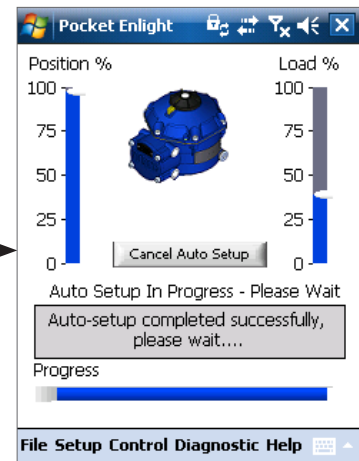 Pocket Enlight
Position %
Load %
100
75
50
25
0
100
75
50
25
0
Cancel Auto Setup
Auto Setup In Progress - Please Wait
Auto-setup completed successfully,
please wait....
Progress
File Setup Control Diagnostic Help